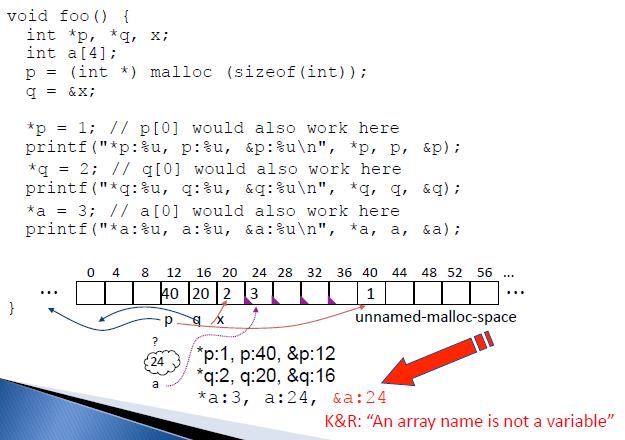 void foo() {
int *p, *q, x;
int a[4];
p = (int *) malloc (sizeof(int));
q = &x;
*p = 1; // p[0] would also work here
printf("*p:%u, p:%u, &p:%u\n", *p, p, &p);
*q = 2; // q[0] would also work here
printf("*q:%u, q:%u, &q:%u\n", *q, q, &q);
*a = 3; // a[0] would also work here
printf("*a:%u, a:%u, &a:%u\n", *a, a, &a);
0 4 8 12 16 20 24 28 32 36 40 44 48 52 56 ...
... 40 20 2 3 1 ...
}
p q x unnamed-malloc-space
?
24
a
*p:1, p:40, &p:12
*q:2, q:20, &q:16
*a:3, a:24, &a:24
K&R: “An array name is not a variable”